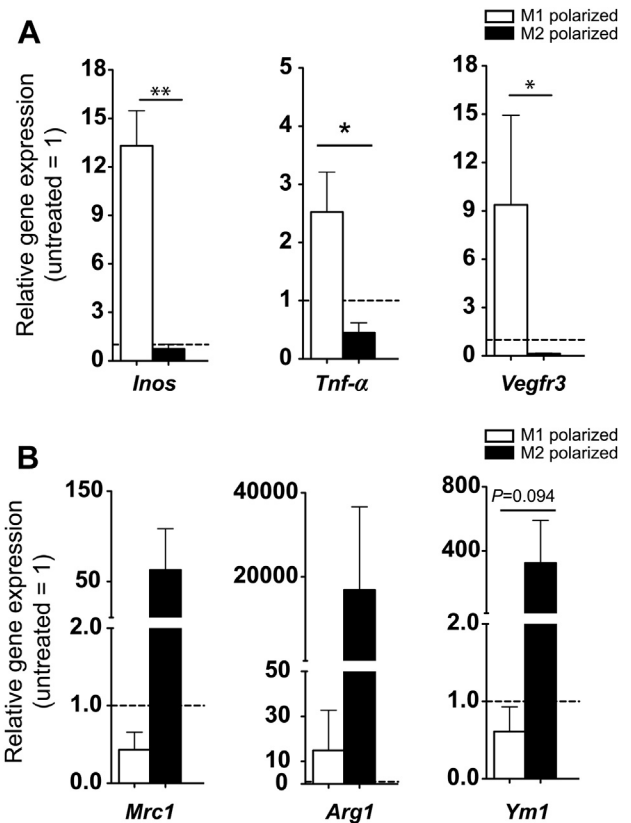 A
M1 polarized
M2 polarized
Relative gene expression
(untreated = 1)
18
15
12
9
6
3
0
**
Inos
5
4
3
2
1
0
*
Tnf-α
18
15
12
9
6
3
0
*
Vegfr3
B
M1 polarized
M2 polarized
Relative gene expression
(untreated = 1)
150
50
2.0
1.0
0.0
Mrc1
40000
20000
50
30
10
0
Arg1
800
400
2.0
1.0
0.0
P=0.094
Ym1